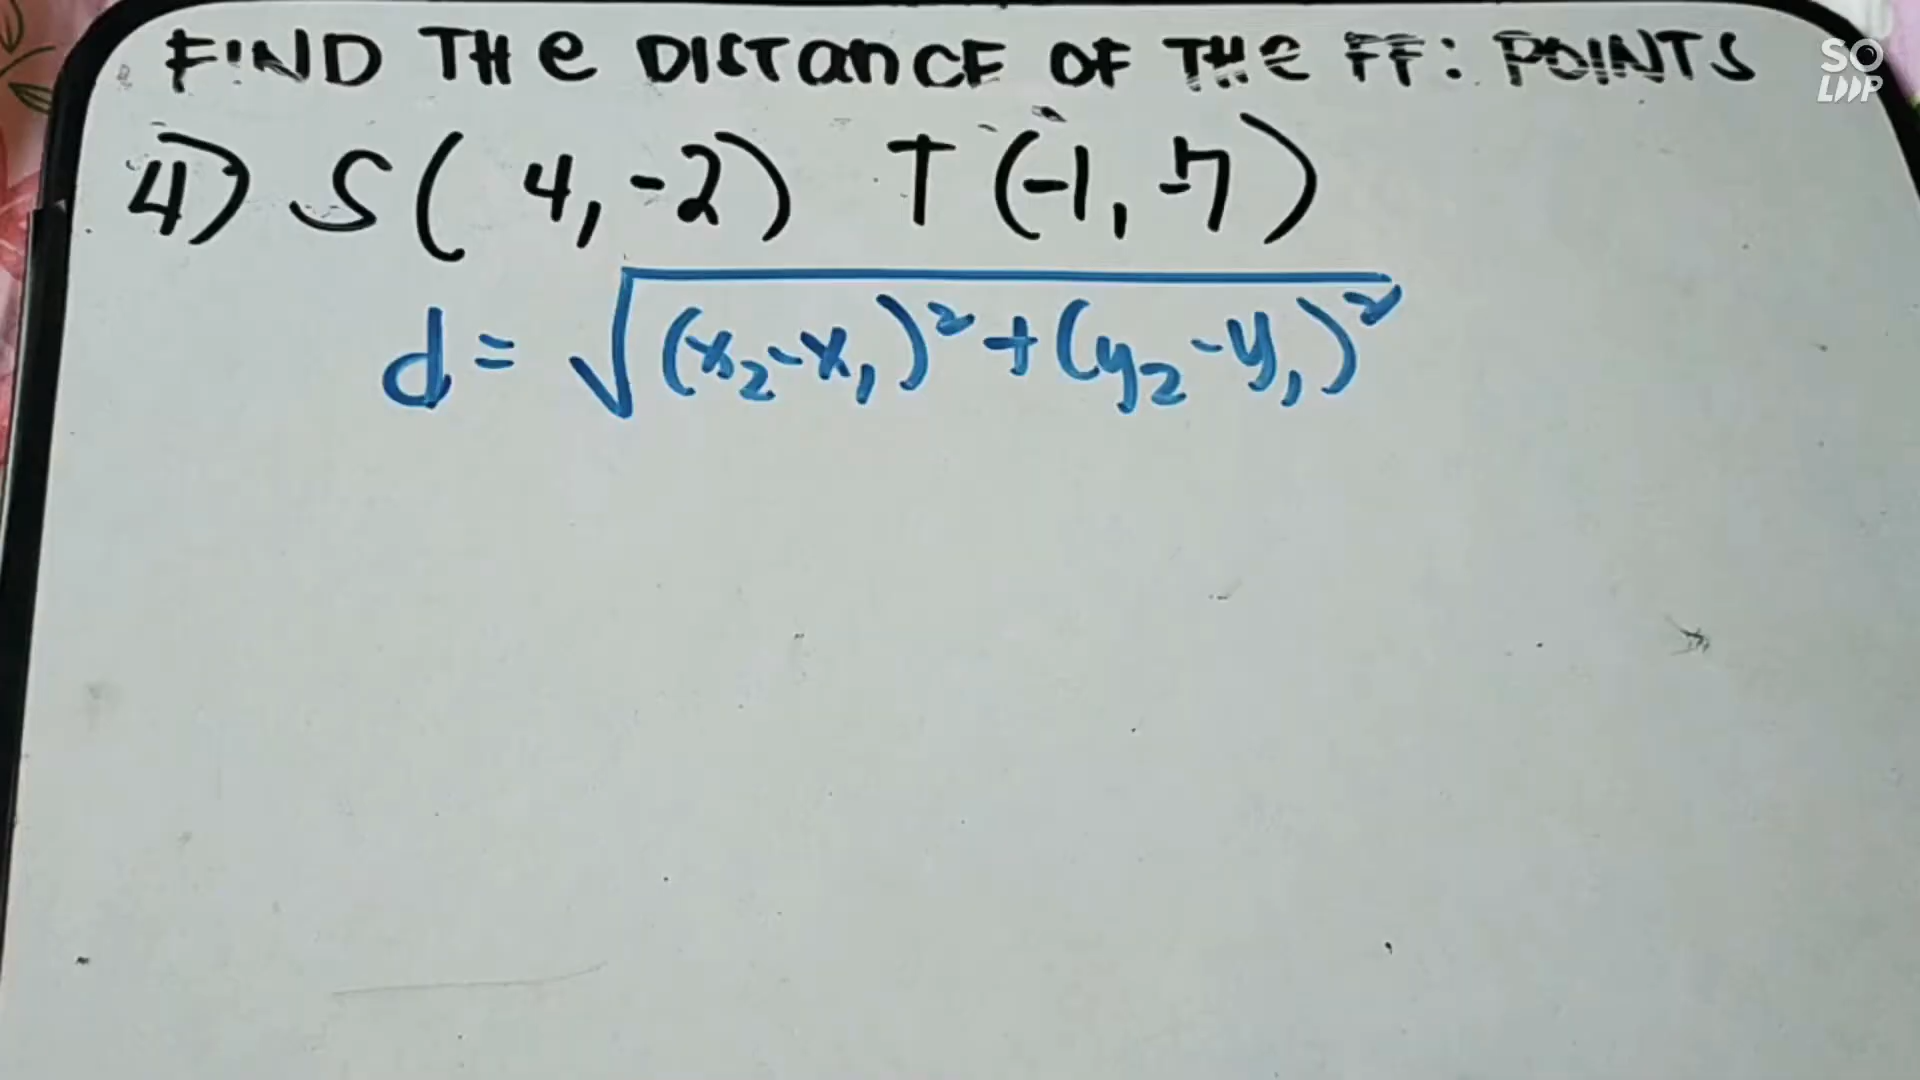 FIND THE DISTANCE OF THE FF: POINTS
4) S( 4, -2) T(-1, -7)
d = √(x₂-x₁)² + (y₂-y₁)²
SO
LOOP